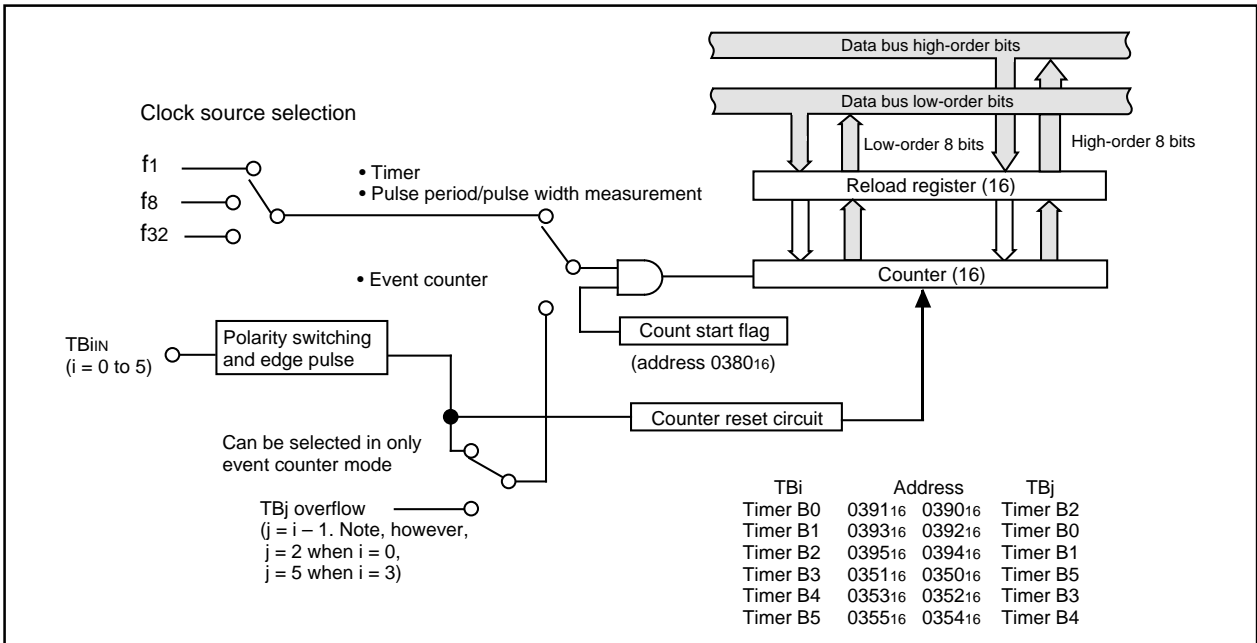 Data bus high-order bits
Data bus low-order bits
Clock source selection
Low-order 8 bits
High-order 8 bits
f1
f8
f32
• Timer
• Pulse period/pulse width measurement
Reload register (16)
• Event counter
Counter (16)
TBiIN
(i = 0 to 5)
Polarity switching
and edge pulse
Count start flag
(address 038016)
Counter reset circuit
Can be selected in only
event counter mode
TBj overflow
(j = i – 1. Note, however,
j = 2 when i = 0,
j = 5 when i = 3)
TBi Address TBj
Timer B0 039116 039016 Timer B2
Timer B1 039316 039216 Timer B0
Timer B2 039516 039416 Timer B1
Timer B3 035116 035016 Timer B5
Timer B4 035316 035216 Timer B3
Timer B5 035516 035416 Timer B4